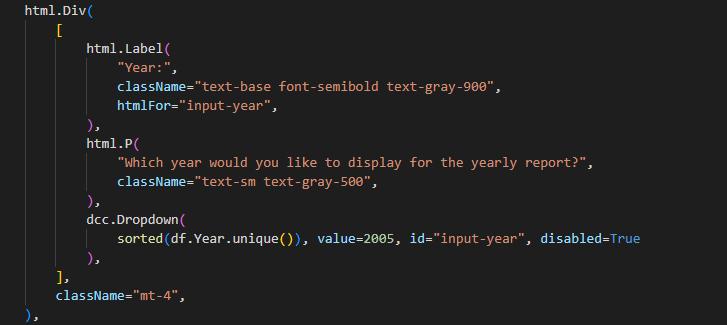 html.Div(
[
html.Label(
"Year:",
className="text-base font-semibold text-gray-900",
htmlFor="input-year",
),
html.P(
"Which year would you like to display for the yearly report?",
className="text-sm text-gray-500",
),
dcc.Dropdown(
sorted(df.Year.unique()), value=2005, id="input-year", disabled=True
),
],
className="mt-4",
),